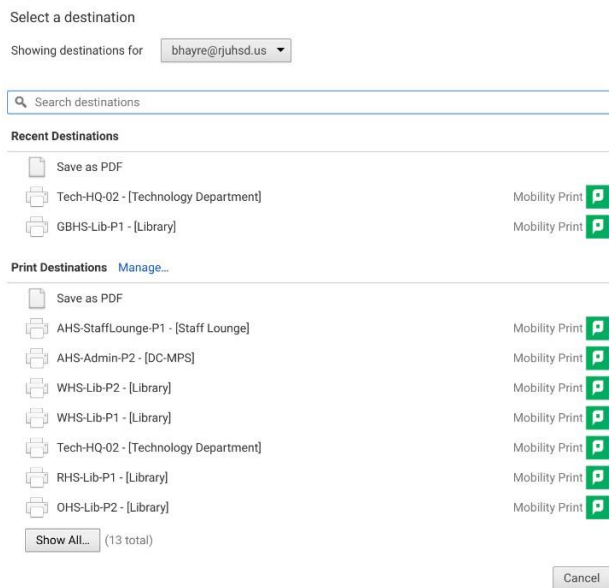 Select a destination
Showing destinations for bhayre@rjuhsd.us
Search destinations
Recent Destinations
Save as PDF
Tech-HQ-02 - [Technology Department] Mobility Print
GBHS-Lib-P1 - [Library] Mobility Print
Print Destinations Manage...
Save as PDF
AHS-StaffLounge-P1 - [Staff Lounge] Mobility Print
AHS-Admin-P2 - [DC-MPS] Mobility Print
WHS-Lib-P2 - [Library] Mobility Print
WHS-Lib-P1 - [Library] Mobility Print
Tech-HQ-02 - [Technology Department] Mobility Print
RHS-Lib-P1 - [Library] Mobility Print
OHS-Lib-P2 - [Library] Mobility Print
Show All... (13 total)
Cancel